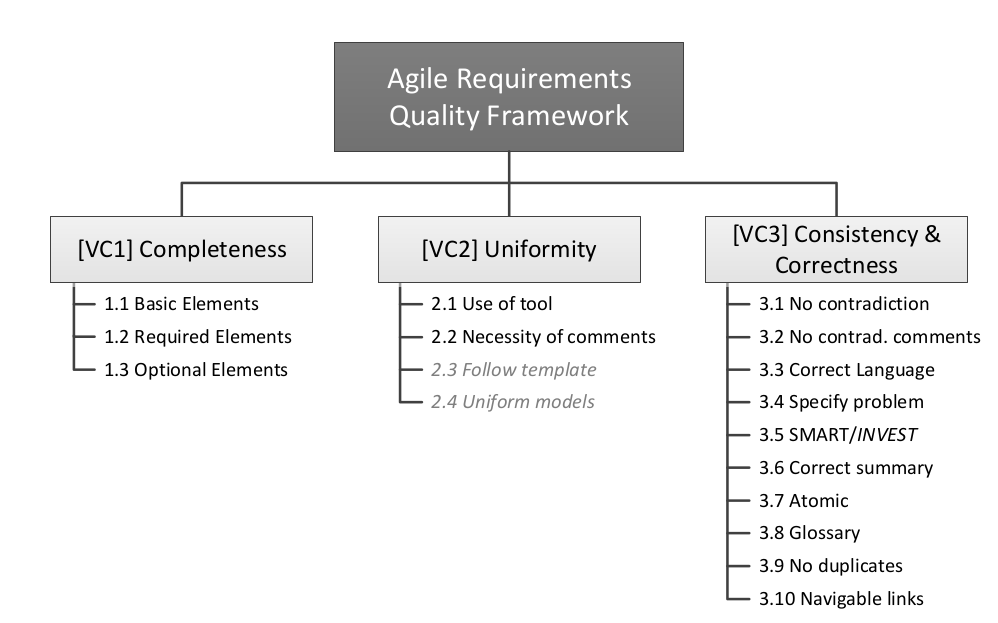 Agile Requirements
Quality Framework
[VC1] Completeness
1.1 Basic Elements
1.2 Required Elements
1.3 Optional Elements
[VC2] Uniformity
2.1 Use of tool
2.2 Necessity of comments
2.3 Follow template
2.4 Uniform models
[VC3] Consistency &
Correctness
3.1 No contradiction
3.2 No contrad. comments
3.3 Correct Language
3.4 Specify problem
3.5 SMART/INVEST
3.6 Correct summary
3.7 Atomic
3.8 Glossary
3.9 No duplicates
3.10 Navigable links